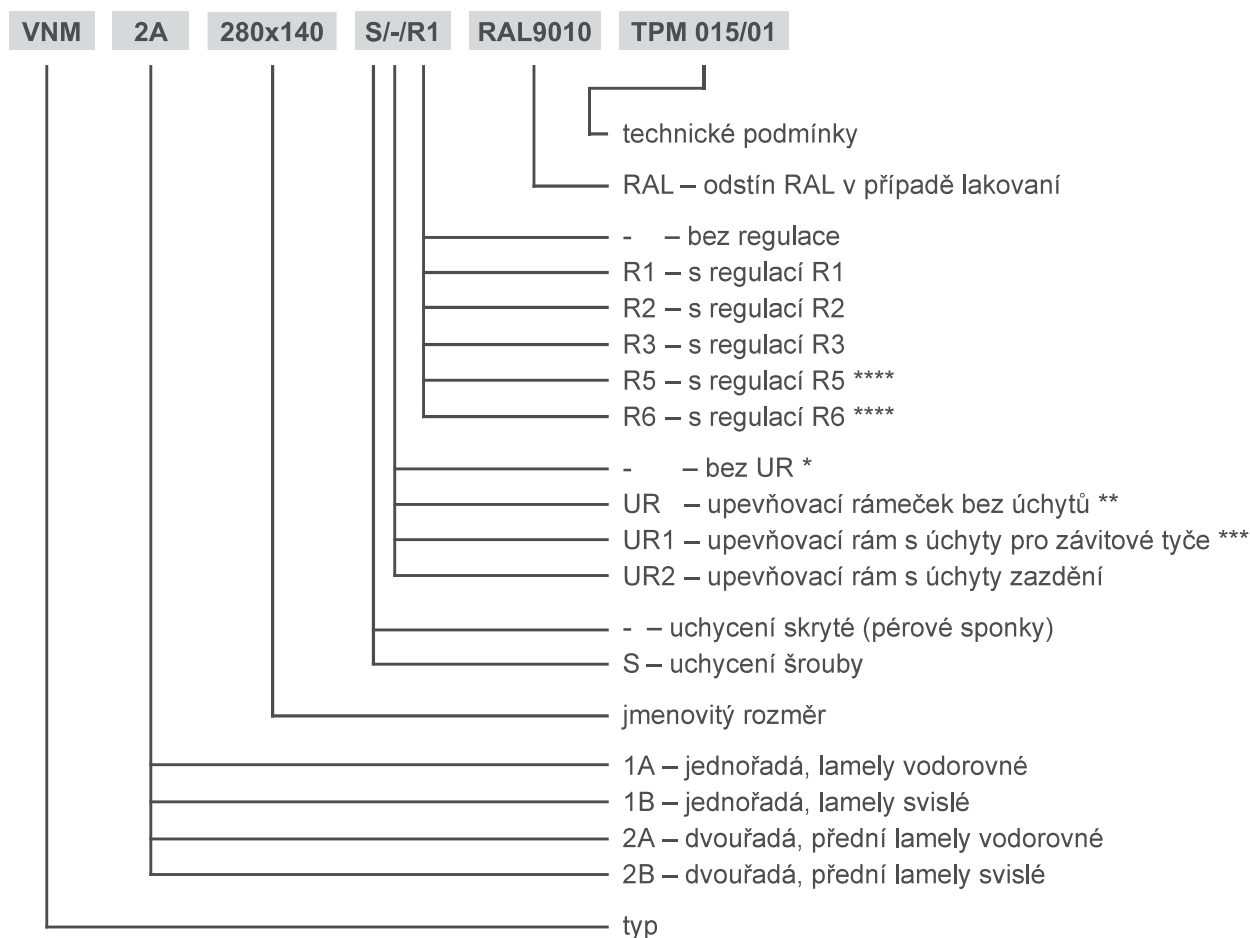 VNM 2A 280x140 S/-/R1 RAL9010 TPM 015/01
technické podmínky
RAL – odstín RAL v případě lakovaní
- – bez regulace
R1 – s regulací R1
R2 – s regulací R2
R3 – s regulací R3
R5 – s regulací R5 ****
R6 – s regulací R6 ****
- – bez UR *
UR – upevňovací rámeček bez úchytů **
UR1 – upevňovací rám s úchyty pro závitové tyče ***
UR2 – upevňovací rám s úchyty zazdění
- – uchycení skryté (pérové sponky)
S – uchycení šrouby
jmenovitý rozměr
1A – jednořadá, lamely vodorovné
1B – jednořadá, lamely svislé
2A – dvouřadá, přední lamely vodorovné
2B – dvouřadá, přední lamely svislé
typ